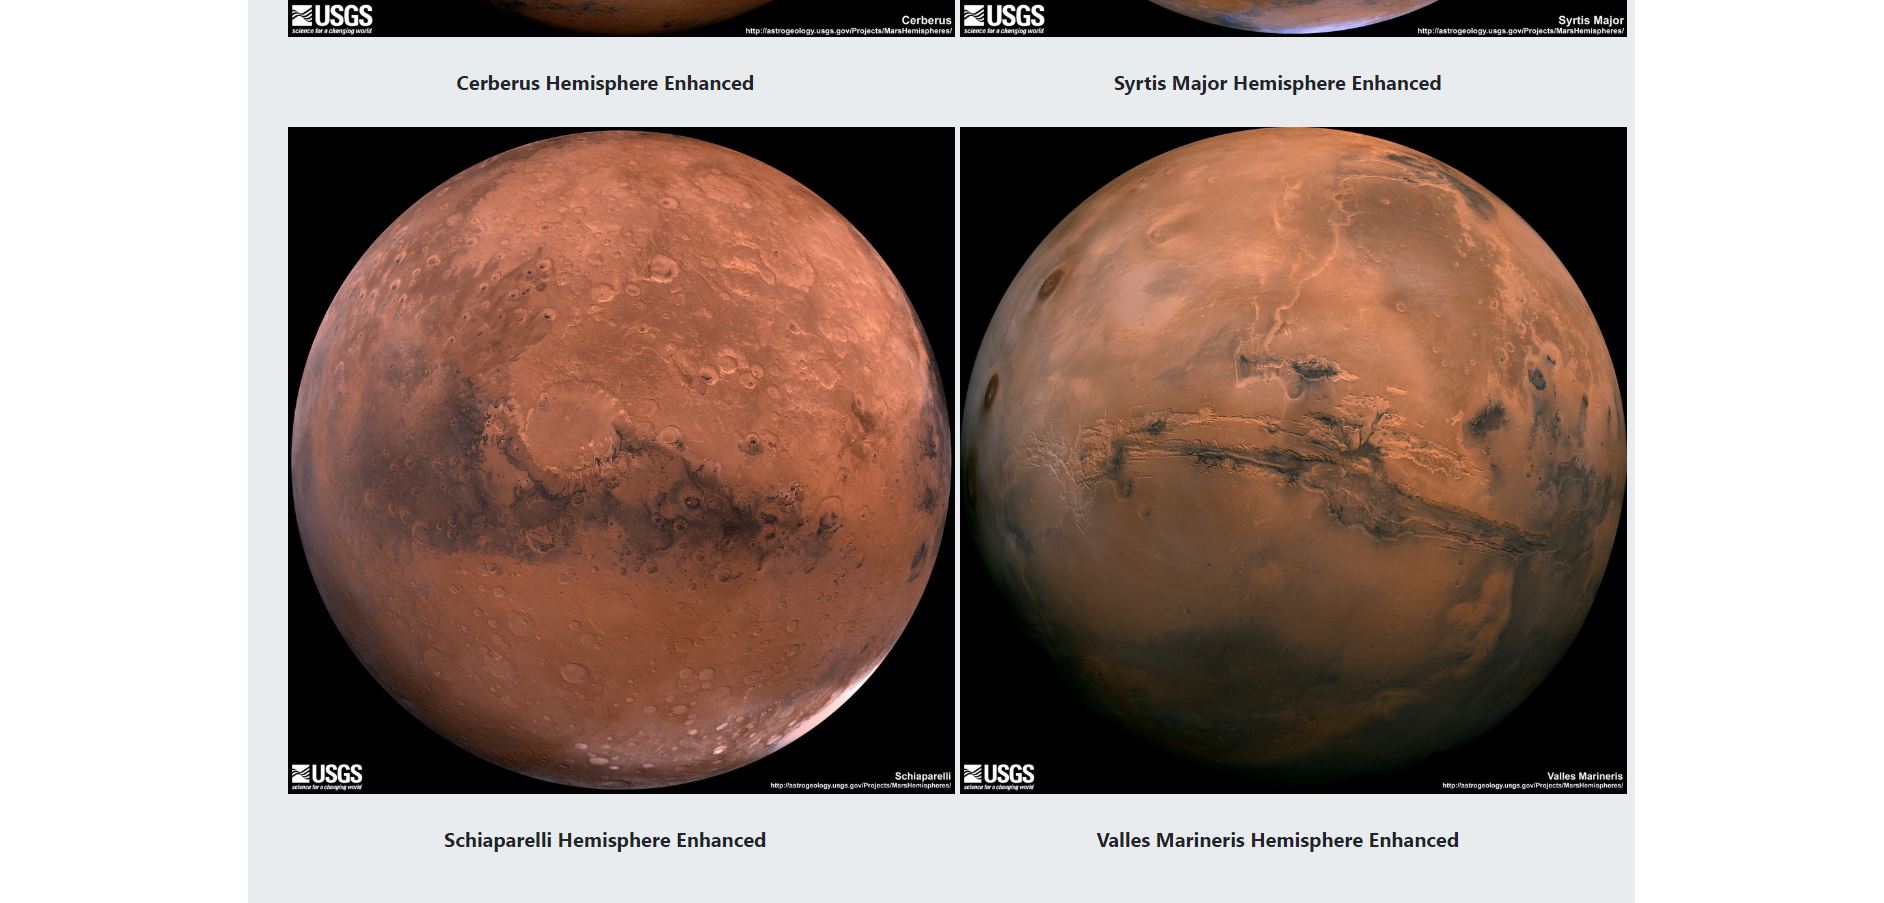 USGS
science for a changing world
Cerberus
http://astrogeology.usgs.gov/Projects/MarsHemispheres/
USGS
science for a changing world
Syrtis Major
http://astrogeology.usgs.gov/Projects/MarsHemispheres/
Cerberus Hemisphere Enhanced
Syrtis Major Hemisphere Enhanced
USGS
science for a changing world
Schiaparelli
http://astrogeology.usgs.gov/Projects/MarsHemispheres/
USGS
science for a changing world
Valles Marineris
http://astrogeology.usgs.gov/Projects/MarsHemispheres/
Schiaparelli Hemisphere Enhanced
Valles Marineris Hemisphere Enhanced